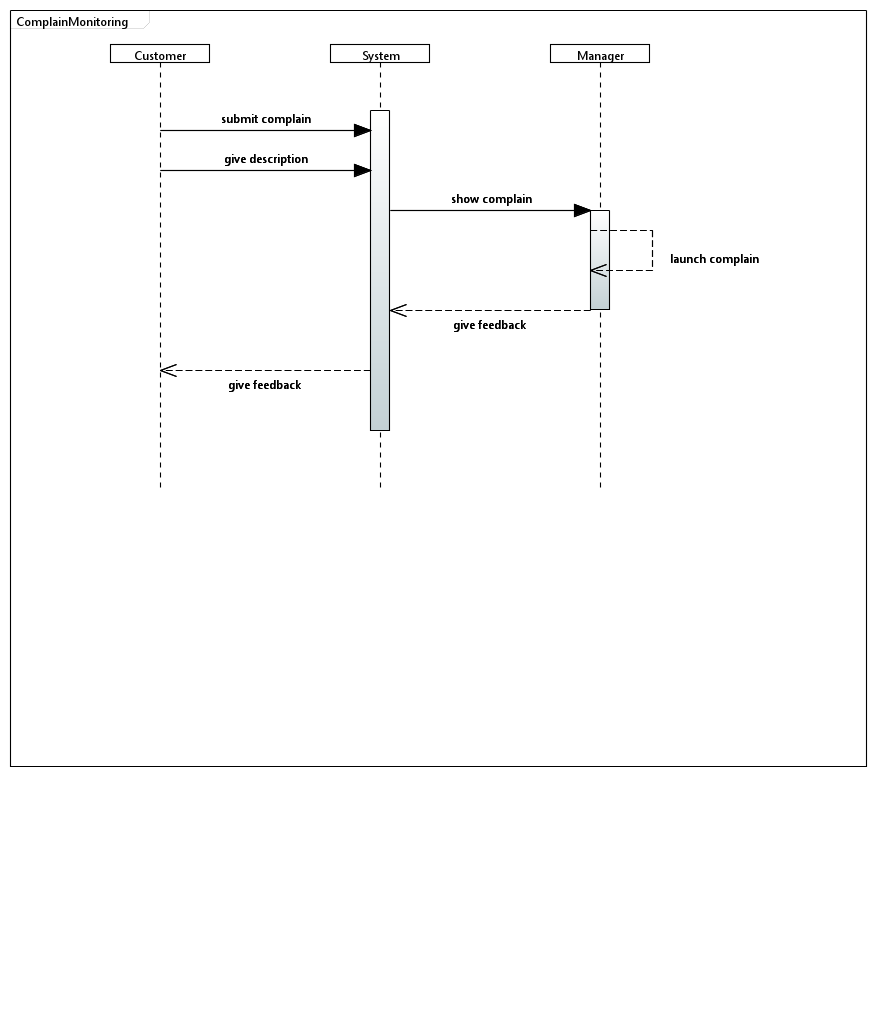 ComplainMonitoring
Customer
System
Manager
submit complain
give description
show complain
launch complain
give feedback
give feedback